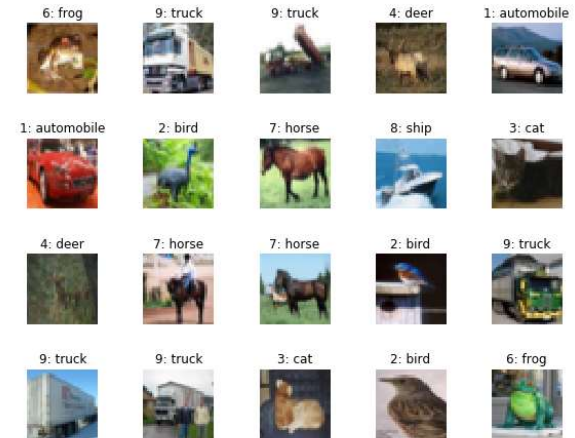 6: frog 9: truck 9: truck 4: deer 1: automobile
1: automobile 2: bird 7: horse 8: ship 3: cat
4: deer 7: horse 7: horse 2: bird 9: truck
9: truck 9: truck 3: cat 2: bird 6: frog